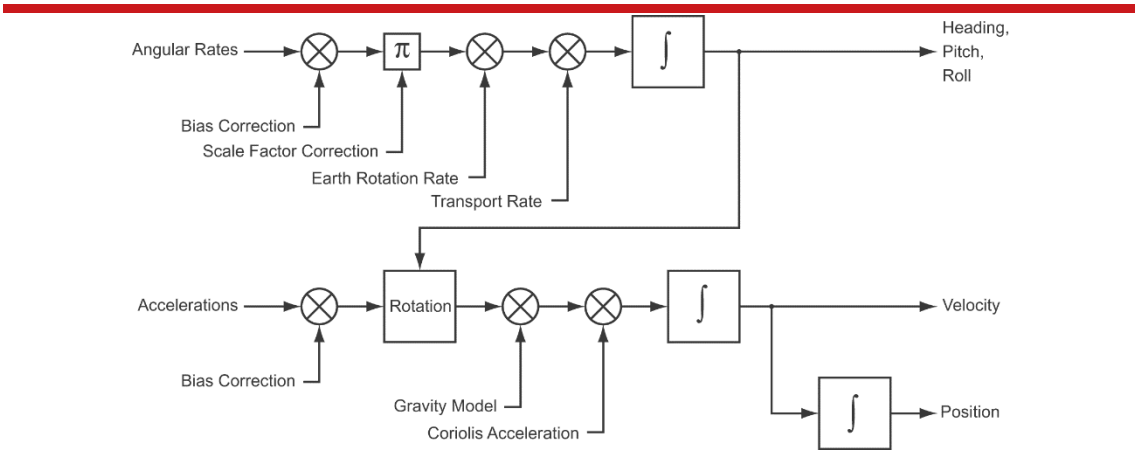 Angular Rates
π
∫
Heading,
Pitch,
Roll
Bias Correction
Scale Factor Correction
Earth Rotation Rate
Transport Rate
Accelerations
Rotation
∫
Velocity
Bias Correction
Gravity Model
Coriolis Acceleration
∫
Position